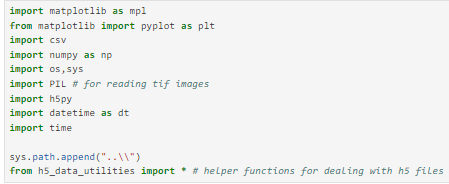 import matplotlib as mpl
from matplotlib import pyplot as plt
import csv
import numpy as np
import os,sys
import PIL # for reading tif images
import h5py
import datetime as dt
import time

sys.path.append("..\\")
from h5_data_utilities import * # helper functions for dealing with h5 files